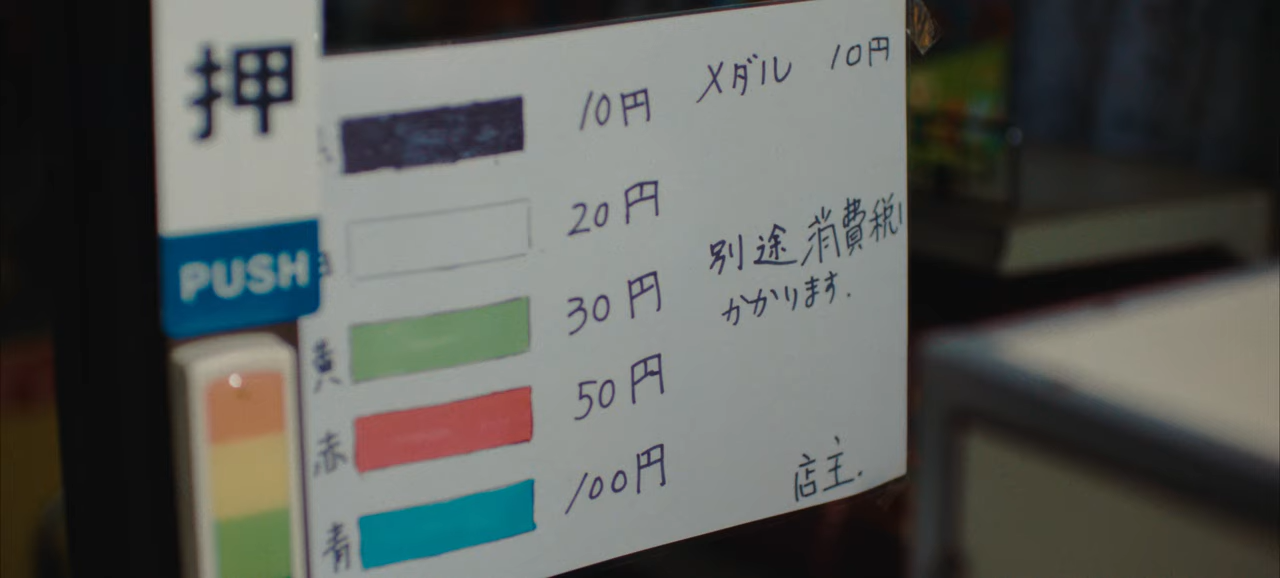 押
PUSH
10円
メダル 10円
20円
別途消費税
かかります.
黄 30円
赤 50円
青 100円
店主.